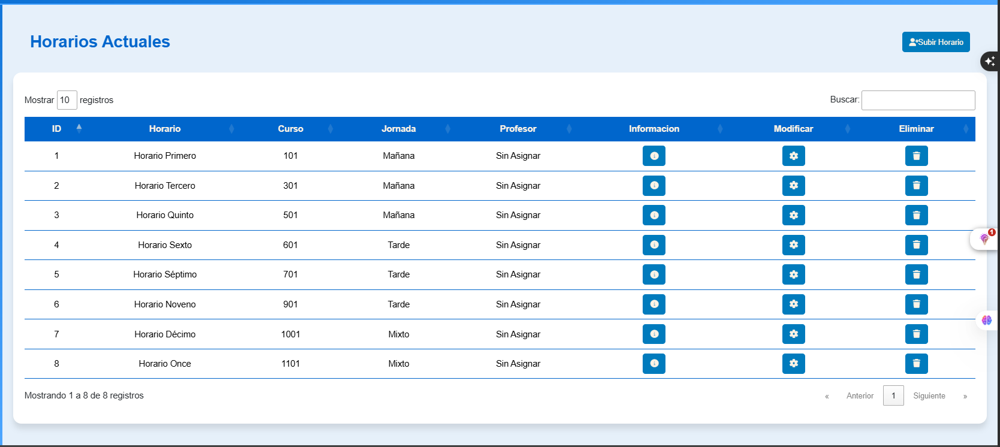 Horarios Actuales
Subir Horario
Mostrar 10 registros
Buscar:
ID Horario Curso Jornada Profesor Informacion Modificar Eliminar
1 Horario Primero 101 Mañana Sin Asignar
2 Horario Tercero 301 Mañana Sin Asignar
3 Horario Quinto 501 Mañana Sin Asignar
4 Horario Sexto 601 Tarde Sin Asignar
5 Horario Séptimo 701 Tarde Sin Asignar
6 Horario Noveno 901 Tarde Sin Asignar
7 Horario Décimo 1001 Mixto Sin Asignar
8 Horario Once 1101 Mixto Sin Asignar
Mostrando 1 a 8 de 8 registros
« Anterior 1 Siguiente »
1